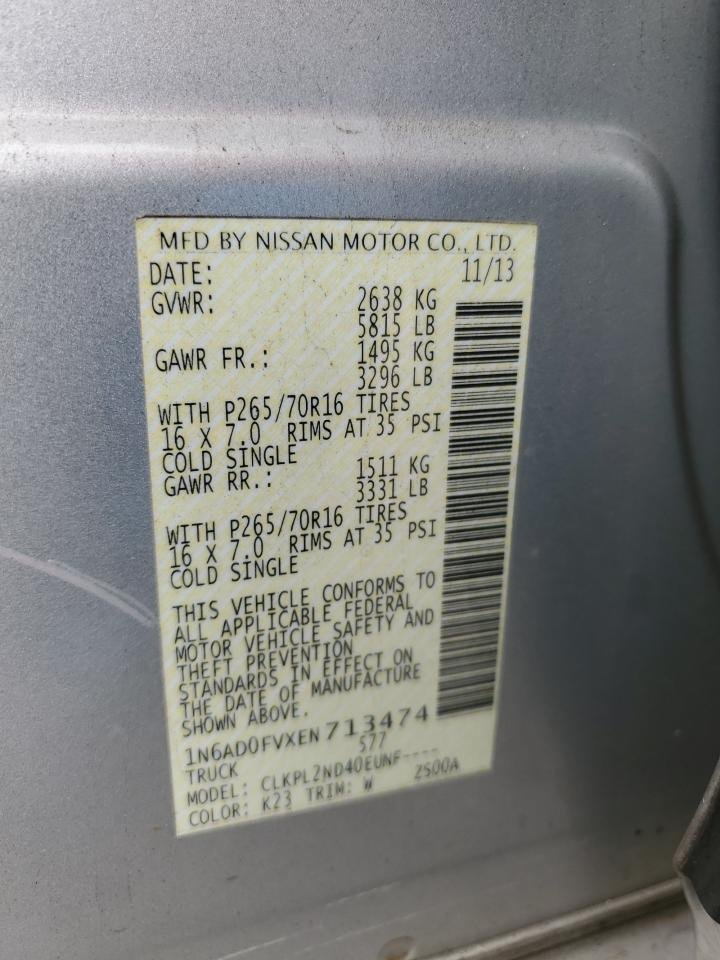 MFD BY NISSAN MOTOR CO., LTD.
DATE: 11/13
GVWR: 2638 KG
5815 LB
GAWR FR.: 1495 KG
3296 LB
WITH P265/70R16 TIRES
16 X 7.0 RIMS AT 35 PSI
COLD SINGLE
GAWR RR.: 1511 KG
3331 LB
WITH P265/70R16 TIRES
16 X 7.0 RIMS AT 35 PSI
COLD SINGLE
THIS VEHICLE CONFORMS TO
ALL APPLICABLE FEDERAL
MOTOR VEHICLE SAFETY AND
THEFT PREVENTION
STANDARDS IN EFFECT ON
THE DATE OF MANUFACTURE
SHOWN ABOVE.
1N6AD0FVXEN713474
TRUCK 577
MODEL: CLKPL2ND40EUNF----
COLOR: K23 TRIM: W 2S00A